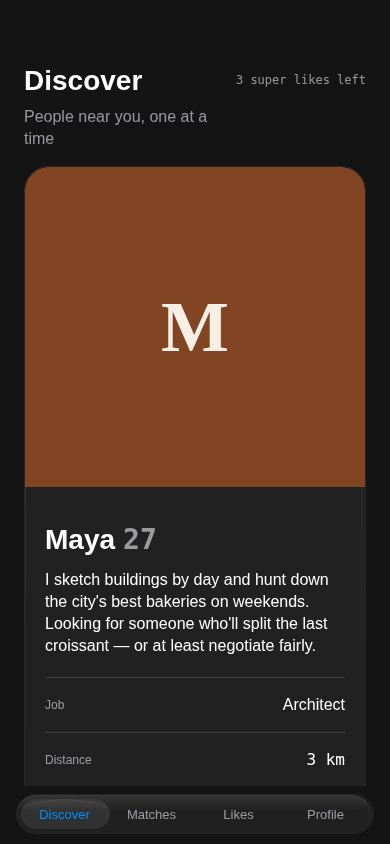 Discover
3 super likes left
People near you, one at a
time
M
Maya 27
I sketch buildings by day and hunt down
the city's best bakeries on weekends.
Looking for someone who'll split the last
croissant — or at least negotiate fairly.
Job
Architect
Distance
3 km
Discover
Matches
Likes
Profile